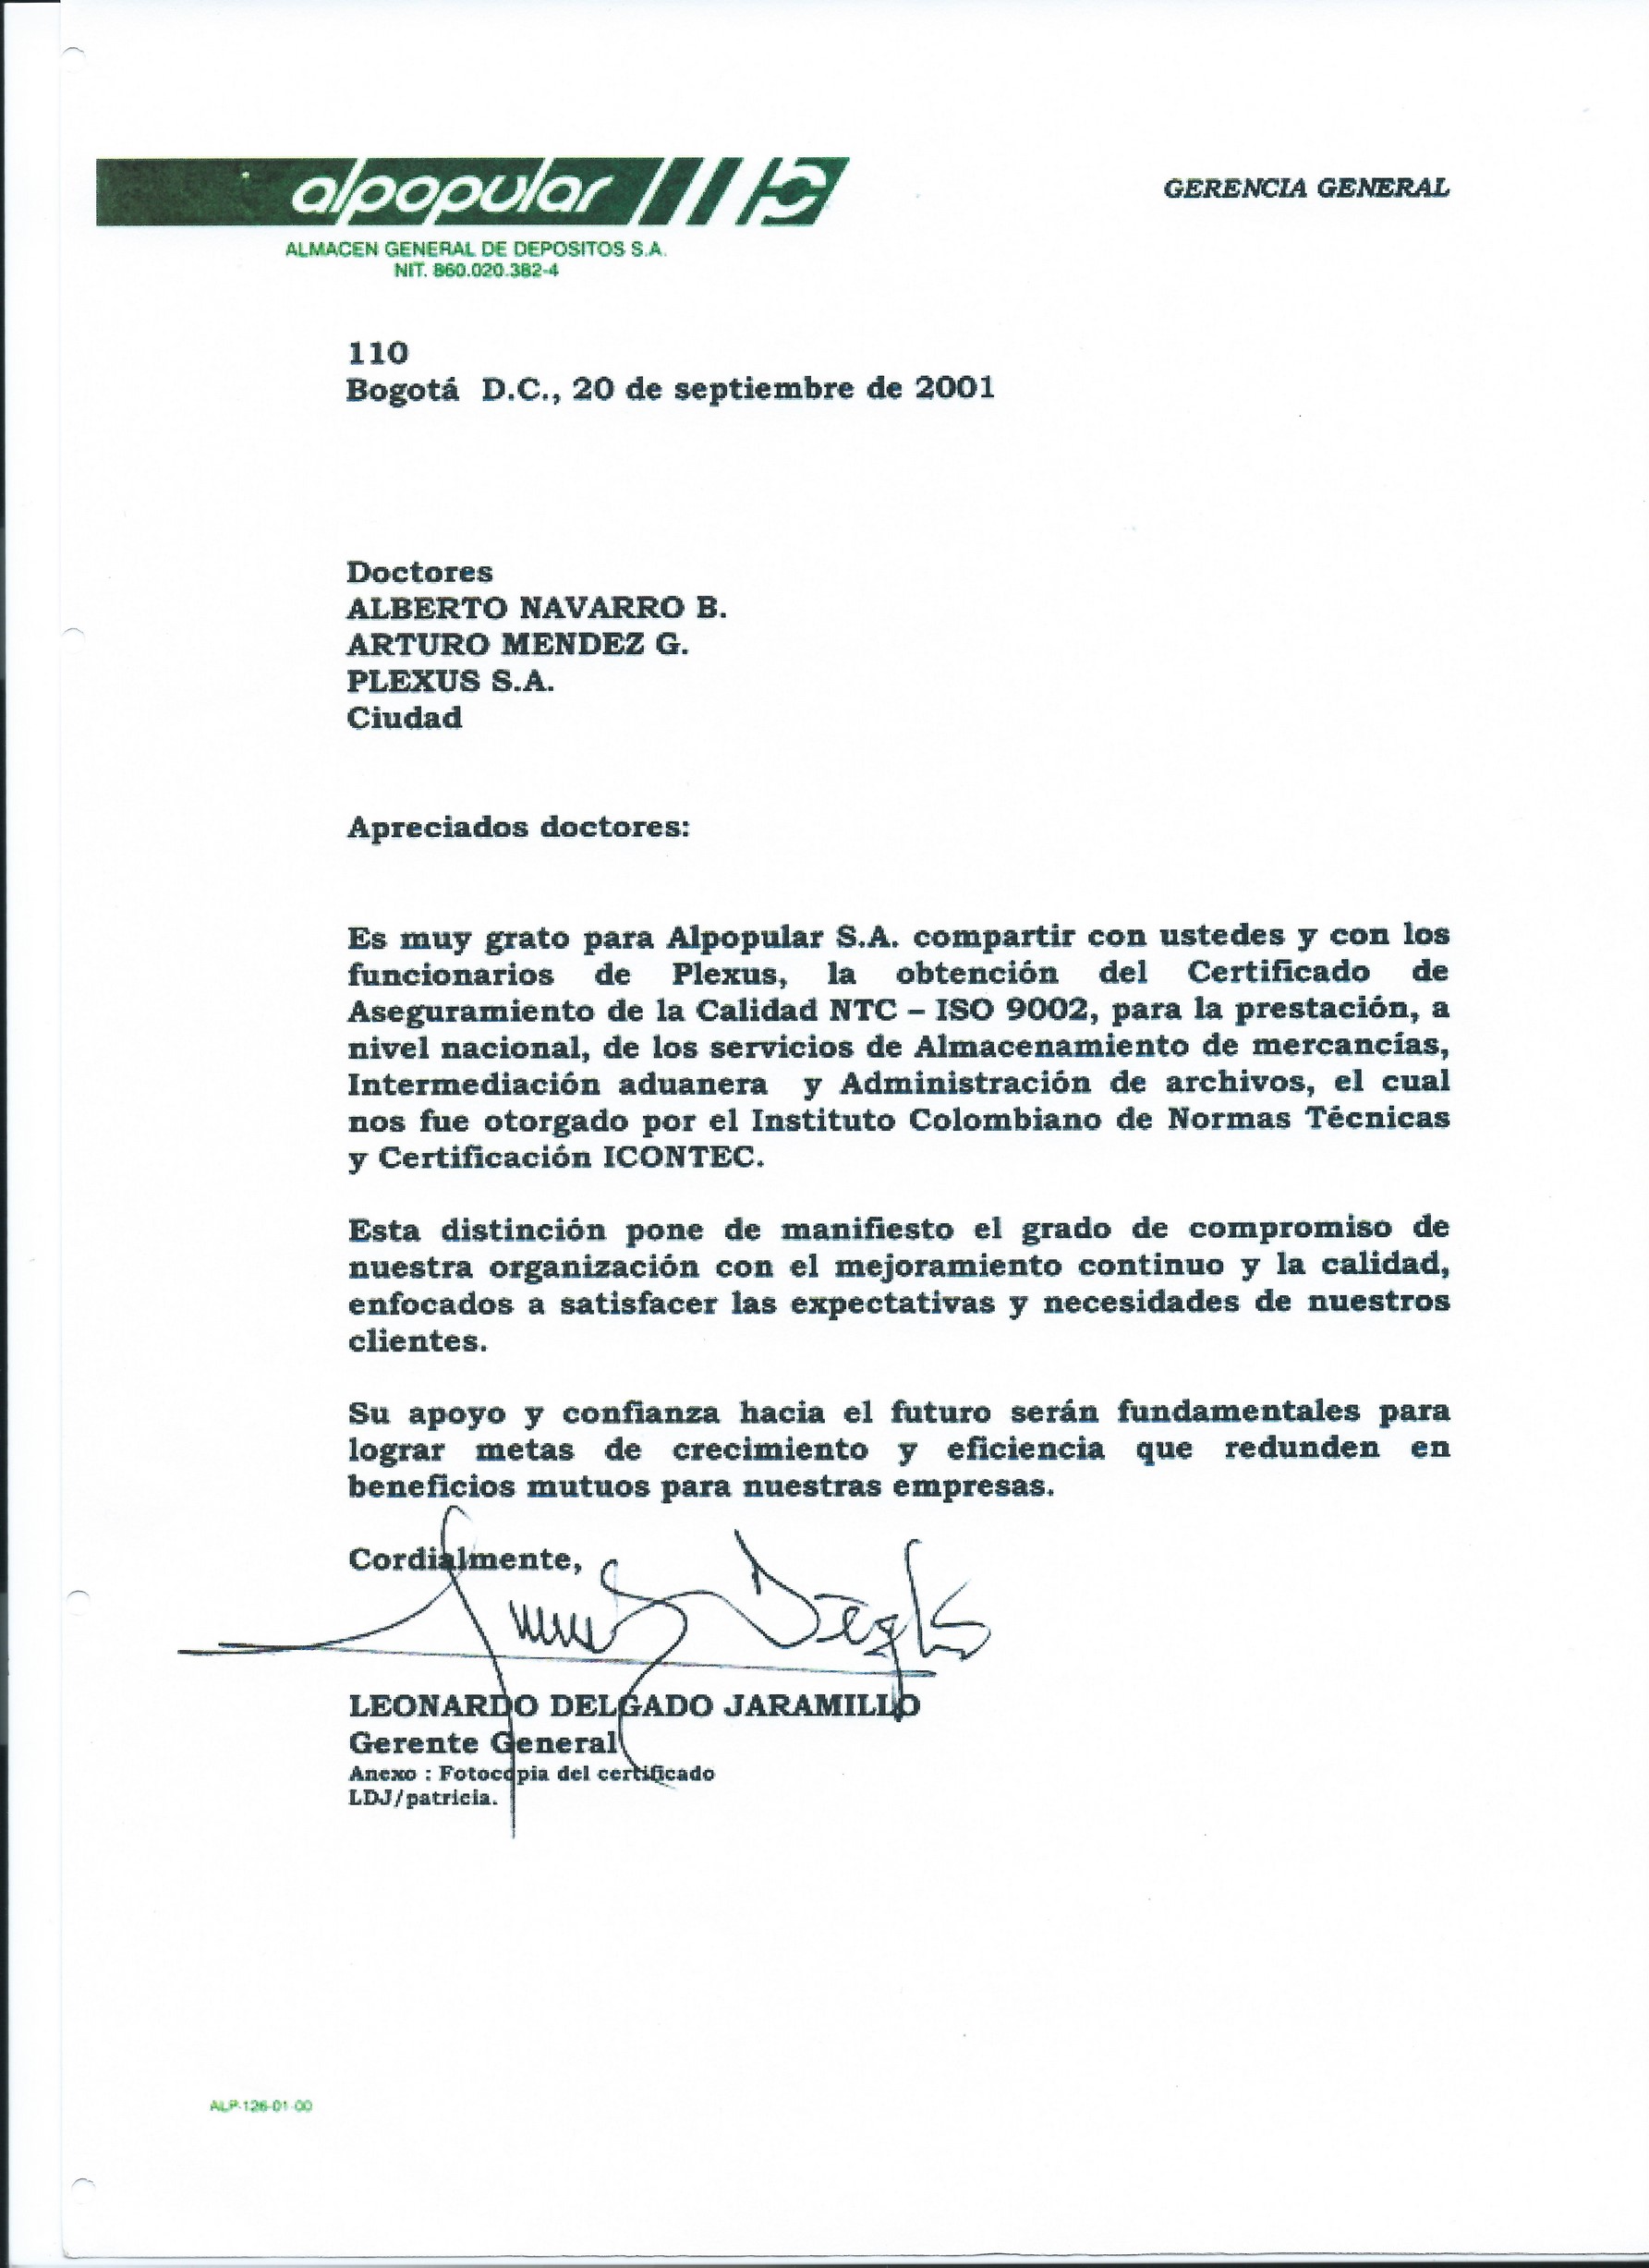 alpopular
GERENCIA GENERAL
ALMACEN GENERAL DE DEPOSITOS S.A.
NIT. 860.020.382-4
110
Bogotá D.C., 20 de septiembre de 2001
Doctores
ALBERTO NAVARRO B.
ARTURO MENDEZ G.
PLEXUS S.A.
Ciudad
Apreciados doctores:
Es muy grato para Alpopular S.A. compartir con ustedes y con los
funcionarios de Plexus, la obtención del Certificado de
Aseguramiento de la Calidad NTC – ISO 9002, para la prestación, a
nivel nacional, de los servicios de Almacenamiento de mercancías,
Intermediación aduanera y Administración de archivos, el cual
nos fue otorgado por el Instituto Colombiano de Normas Técnicas
y Certificación ICONTEC.
Esta distinción pone de manifiesto el grado de compromiso de
nuestra organización con el mejoramiento continuo y la calidad,
enfocados a satisfacer las expectativas y necesidades de nuestros
clientes.
Su apoyo y confianza hacia el futuro serán fundamentales para
lograr metas de crecimiento y eficiencia que redunden en
beneficios mutuos para nuestras empresas.
Cordialmente,
LEONARDO DELGADO JARAMILLO
Gerente General
Anexo : Fotocopia del certificado
LDJ/patricia.
ALP-126-01-00